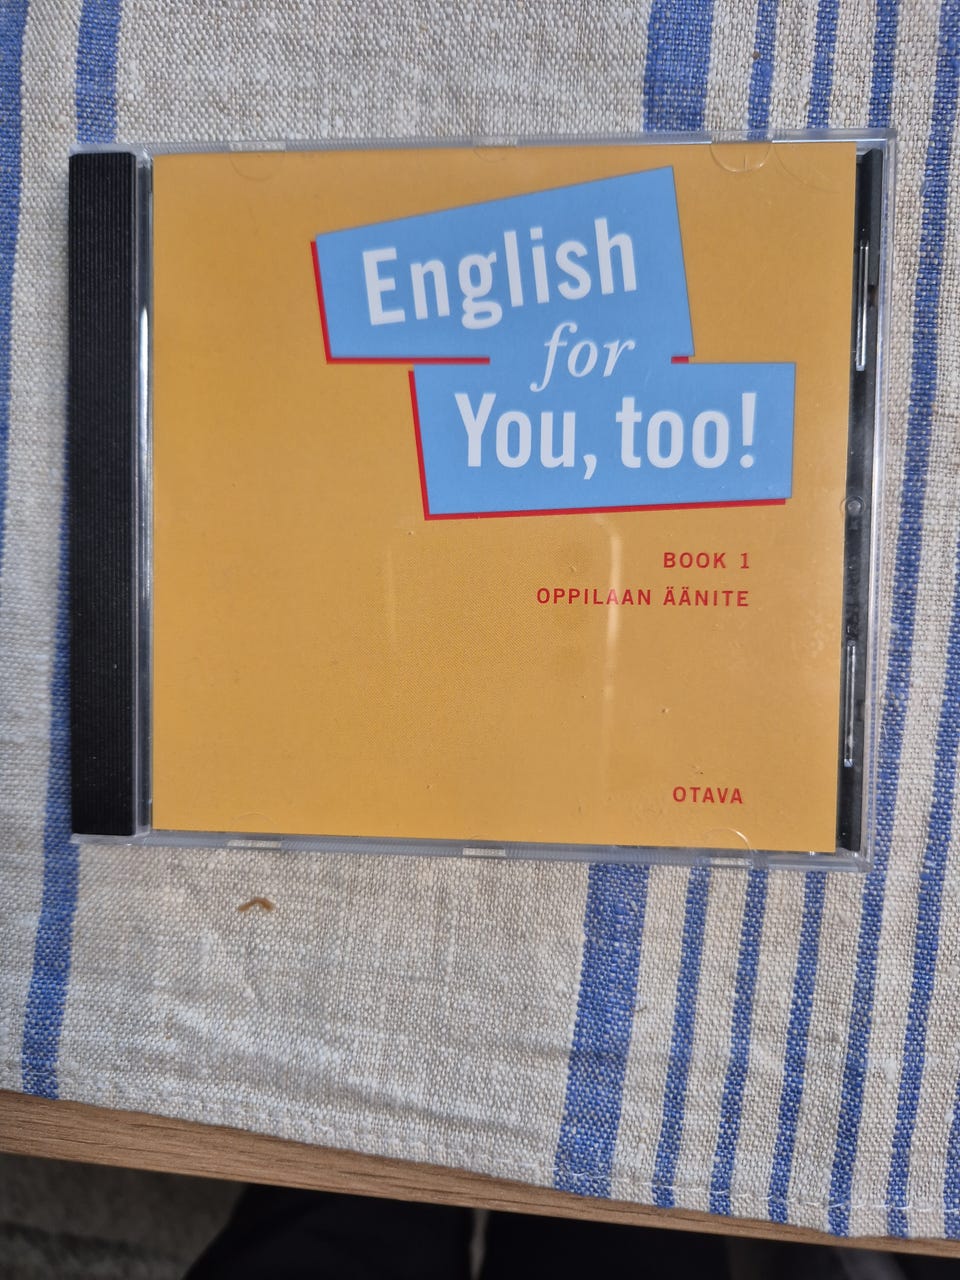 English
for
You, too!
BOOK 1
OPPILAAN ÄÄNITE
OTAVA